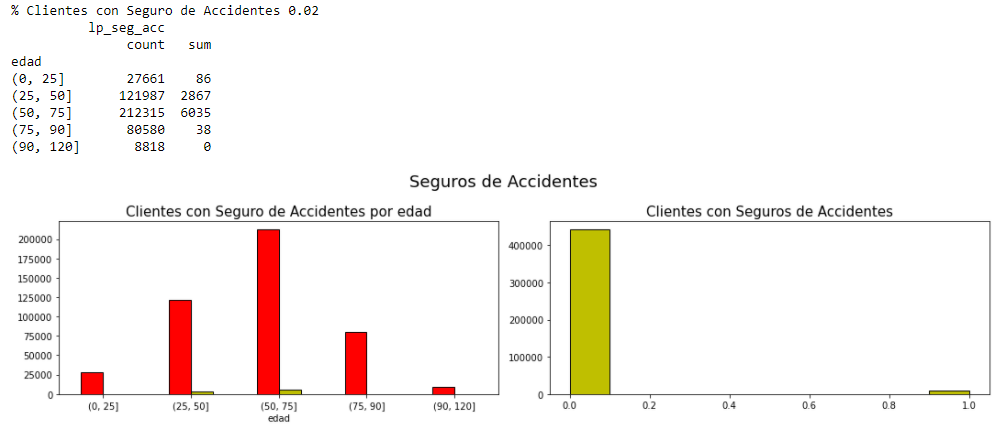 % Clientes con Seguro de Accidentes 0.02
lp_seg_acc
count sum
edad
(0, 25] 27661 86
(25, 50] 121987 2867
(50, 75] 212315 6035
(75, 90] 80580 38
(90, 120] 8818 0
Seguros de Accidentes
Clientes con Seguro de Accidentes por edad
200000
175000
150000
125000
100000
75000
50000
25000
0
(0, 25] (25, 50] (50, 75] (75, 90] (90, 120]
edad
Clientes con Seguros de Accidentes
400000
300000
200000
100000
0
0.0 0.2 0.4 0.6 0.8 1.0